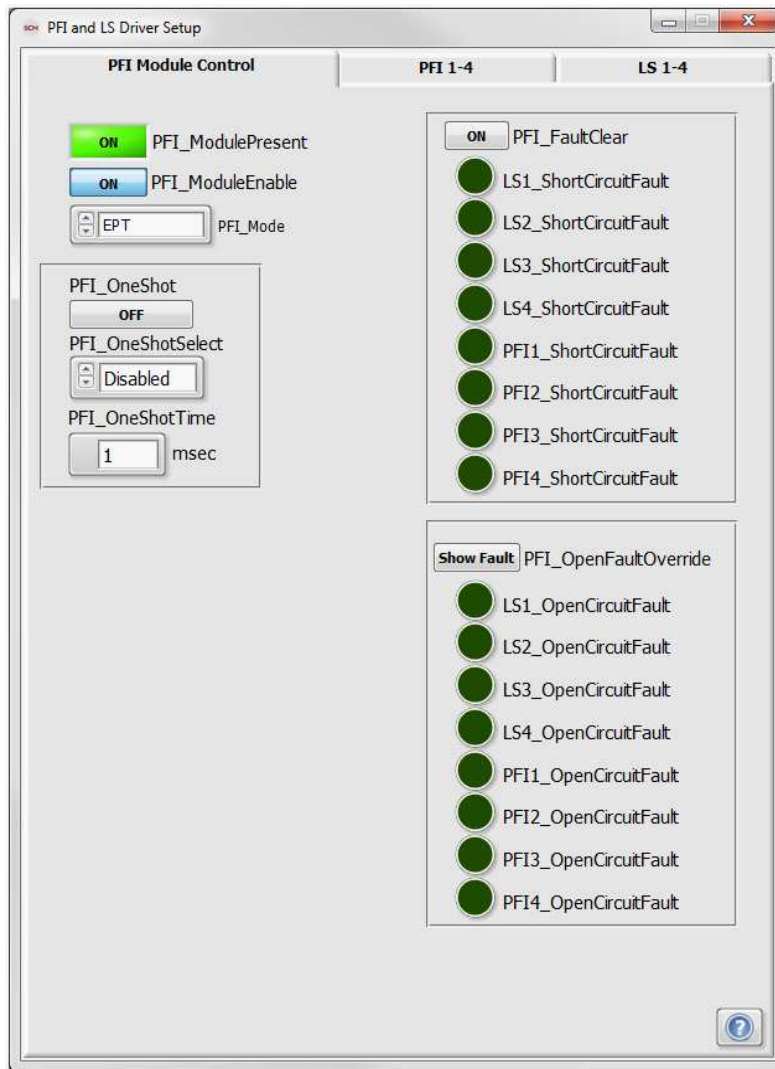 SCM PFI and LS Driver Setup
PFI Module Control PFI 1-4 LS 1-4
ON PFI_ModulePresent
ON PFI_ModuleEnable
EPT PFI_Mode
PFI_OneShot
OFF
PFI_OneShotSelect
Disabled
PFI_OneShotTime
1 msec
ON PFI_FaultClear
LS1_ShortCircuitFault
LS2_ShortCircuitFault
LS3_ShortCircuitFault
LS4_ShortCircuitFault
PFI1_ShortCircuitFault
PFI2_ShortCircuitFault
PFI3_ShortCircuitFault
PFI4_ShortCircuitFault
Show Fault PFI_OpenFaultOverride
LS1_OpenCircuitFault
LS2_OpenCircuitFault
LS3_OpenCircuitFault
LS4_OpenCircuitFault
PFI1_OpenCircuitFault
PFI2_OpenCircuitFault
PFI3_OpenCircuitFault
PFI4_OpenCircuitFault
?